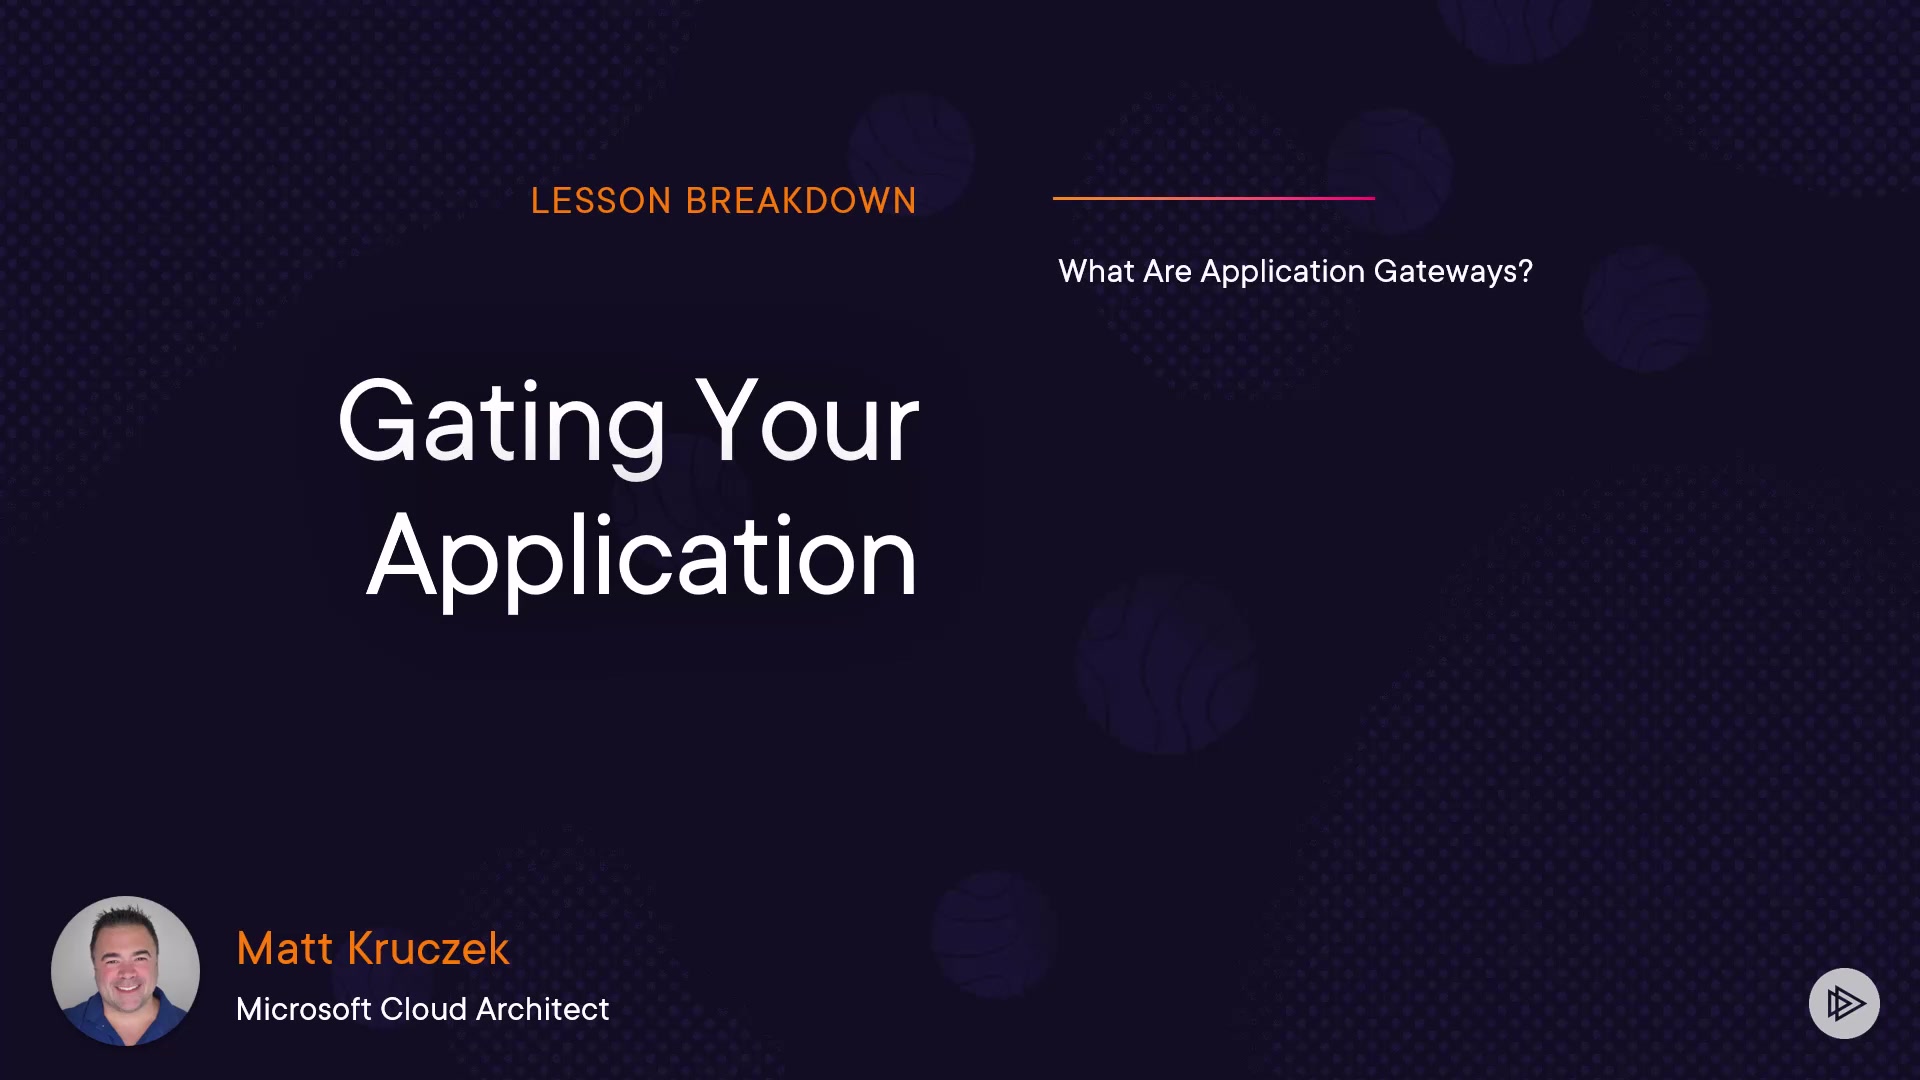 LESSON BREAKDOWN
Gating Your
Application
What Are Application Gateways?
Matt Kruczek
Microsoft Cloud Architect